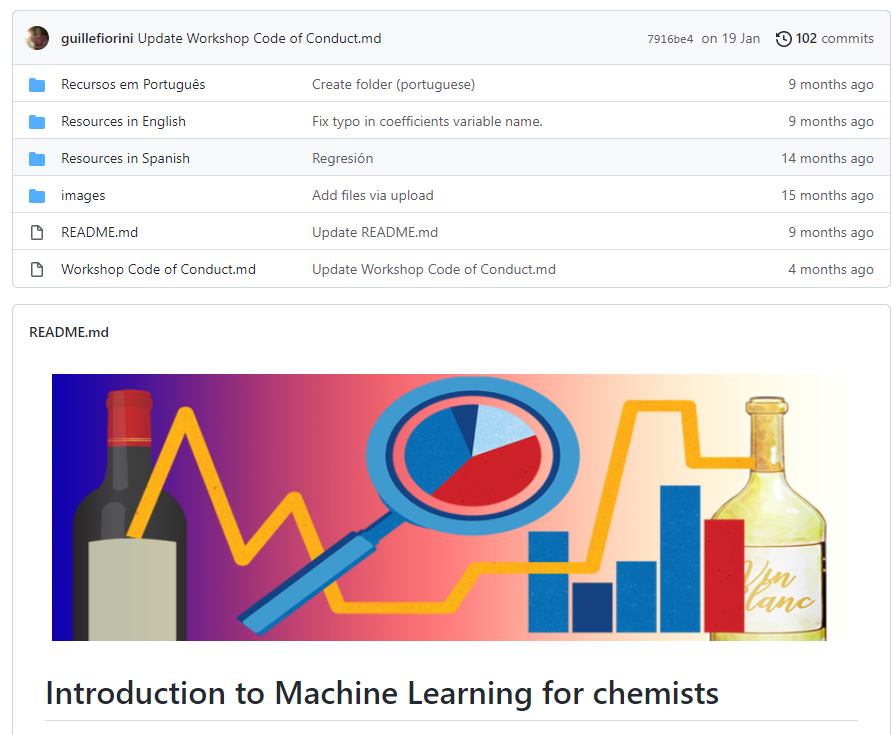 guillefiorini Update Workshop Code of Conduct.md 7916be4 on 19 Jan 102 commits
Recursos em Português Create folder (portuguese) 9 months ago
Resources in English Fix typo in coefficients variable name. 9 months ago
Resources in Spanish Regresión 14 months ago
images Add files via upload 15 months ago
README.md Update README.md 9 months ago
Workshop Code of Conduct.md Update Workshop Code of Conduct.md 4 months ago
README.md
Vin
Blanc
Introduction to Machine Learning for chemists